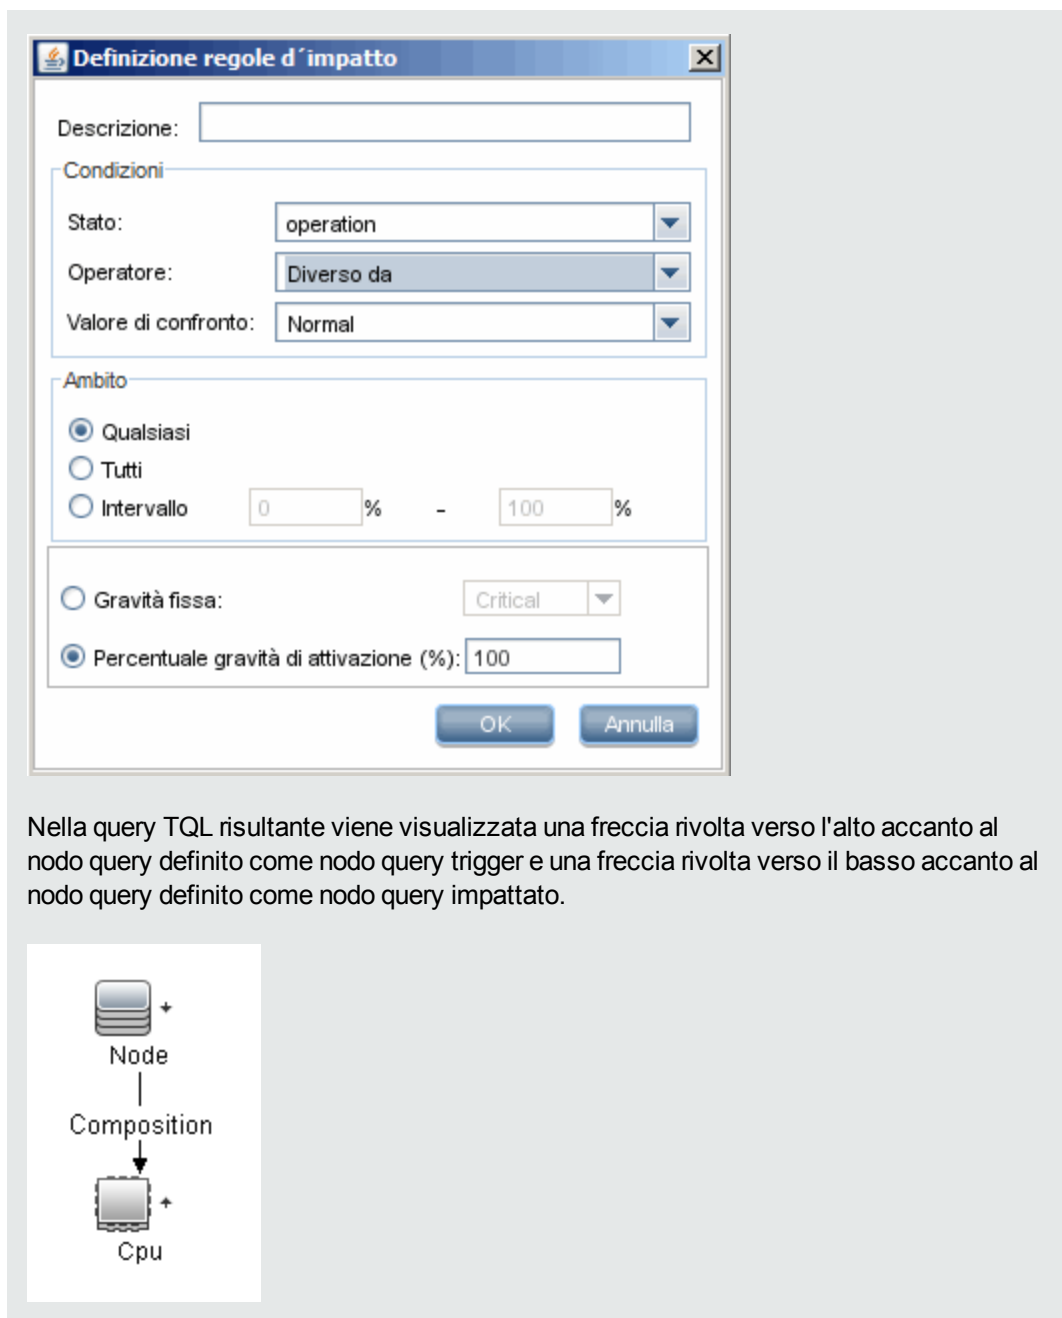 Definizione regole d´impatto
Descrizione:
Condizioni
Stato: operation
Operatore: Diverso da
Valore di confronto: Normal
Ambito
Qualsiasi
Tutti
Intervallo 0 % - 100 %
Gravità fissa: Critical
Percentuale gravità di attivazione (%): 100
OK Annulla
Nella query TQL risultante viene visualizzata una freccia rivolta verso l'alto accanto al
nodo query definito come nodo query trigger e una freccia rivolta verso il basso accanto al
nodo query definito come nodo query impattato.
Node
Composition
Cpu